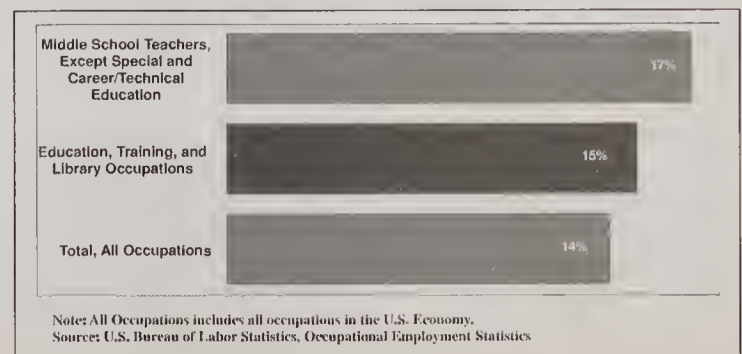 Middle School Teachers,
Except Special and
Career/Technical
Education
17%
Education, Training, and
Library Occupations
15%
Total, All Occupations
14%
Note: All Occupations includes all occupations in the U.S. Economy.
Source: U.S. Bureau of Labor Statistics, Occupational Employment Statistics